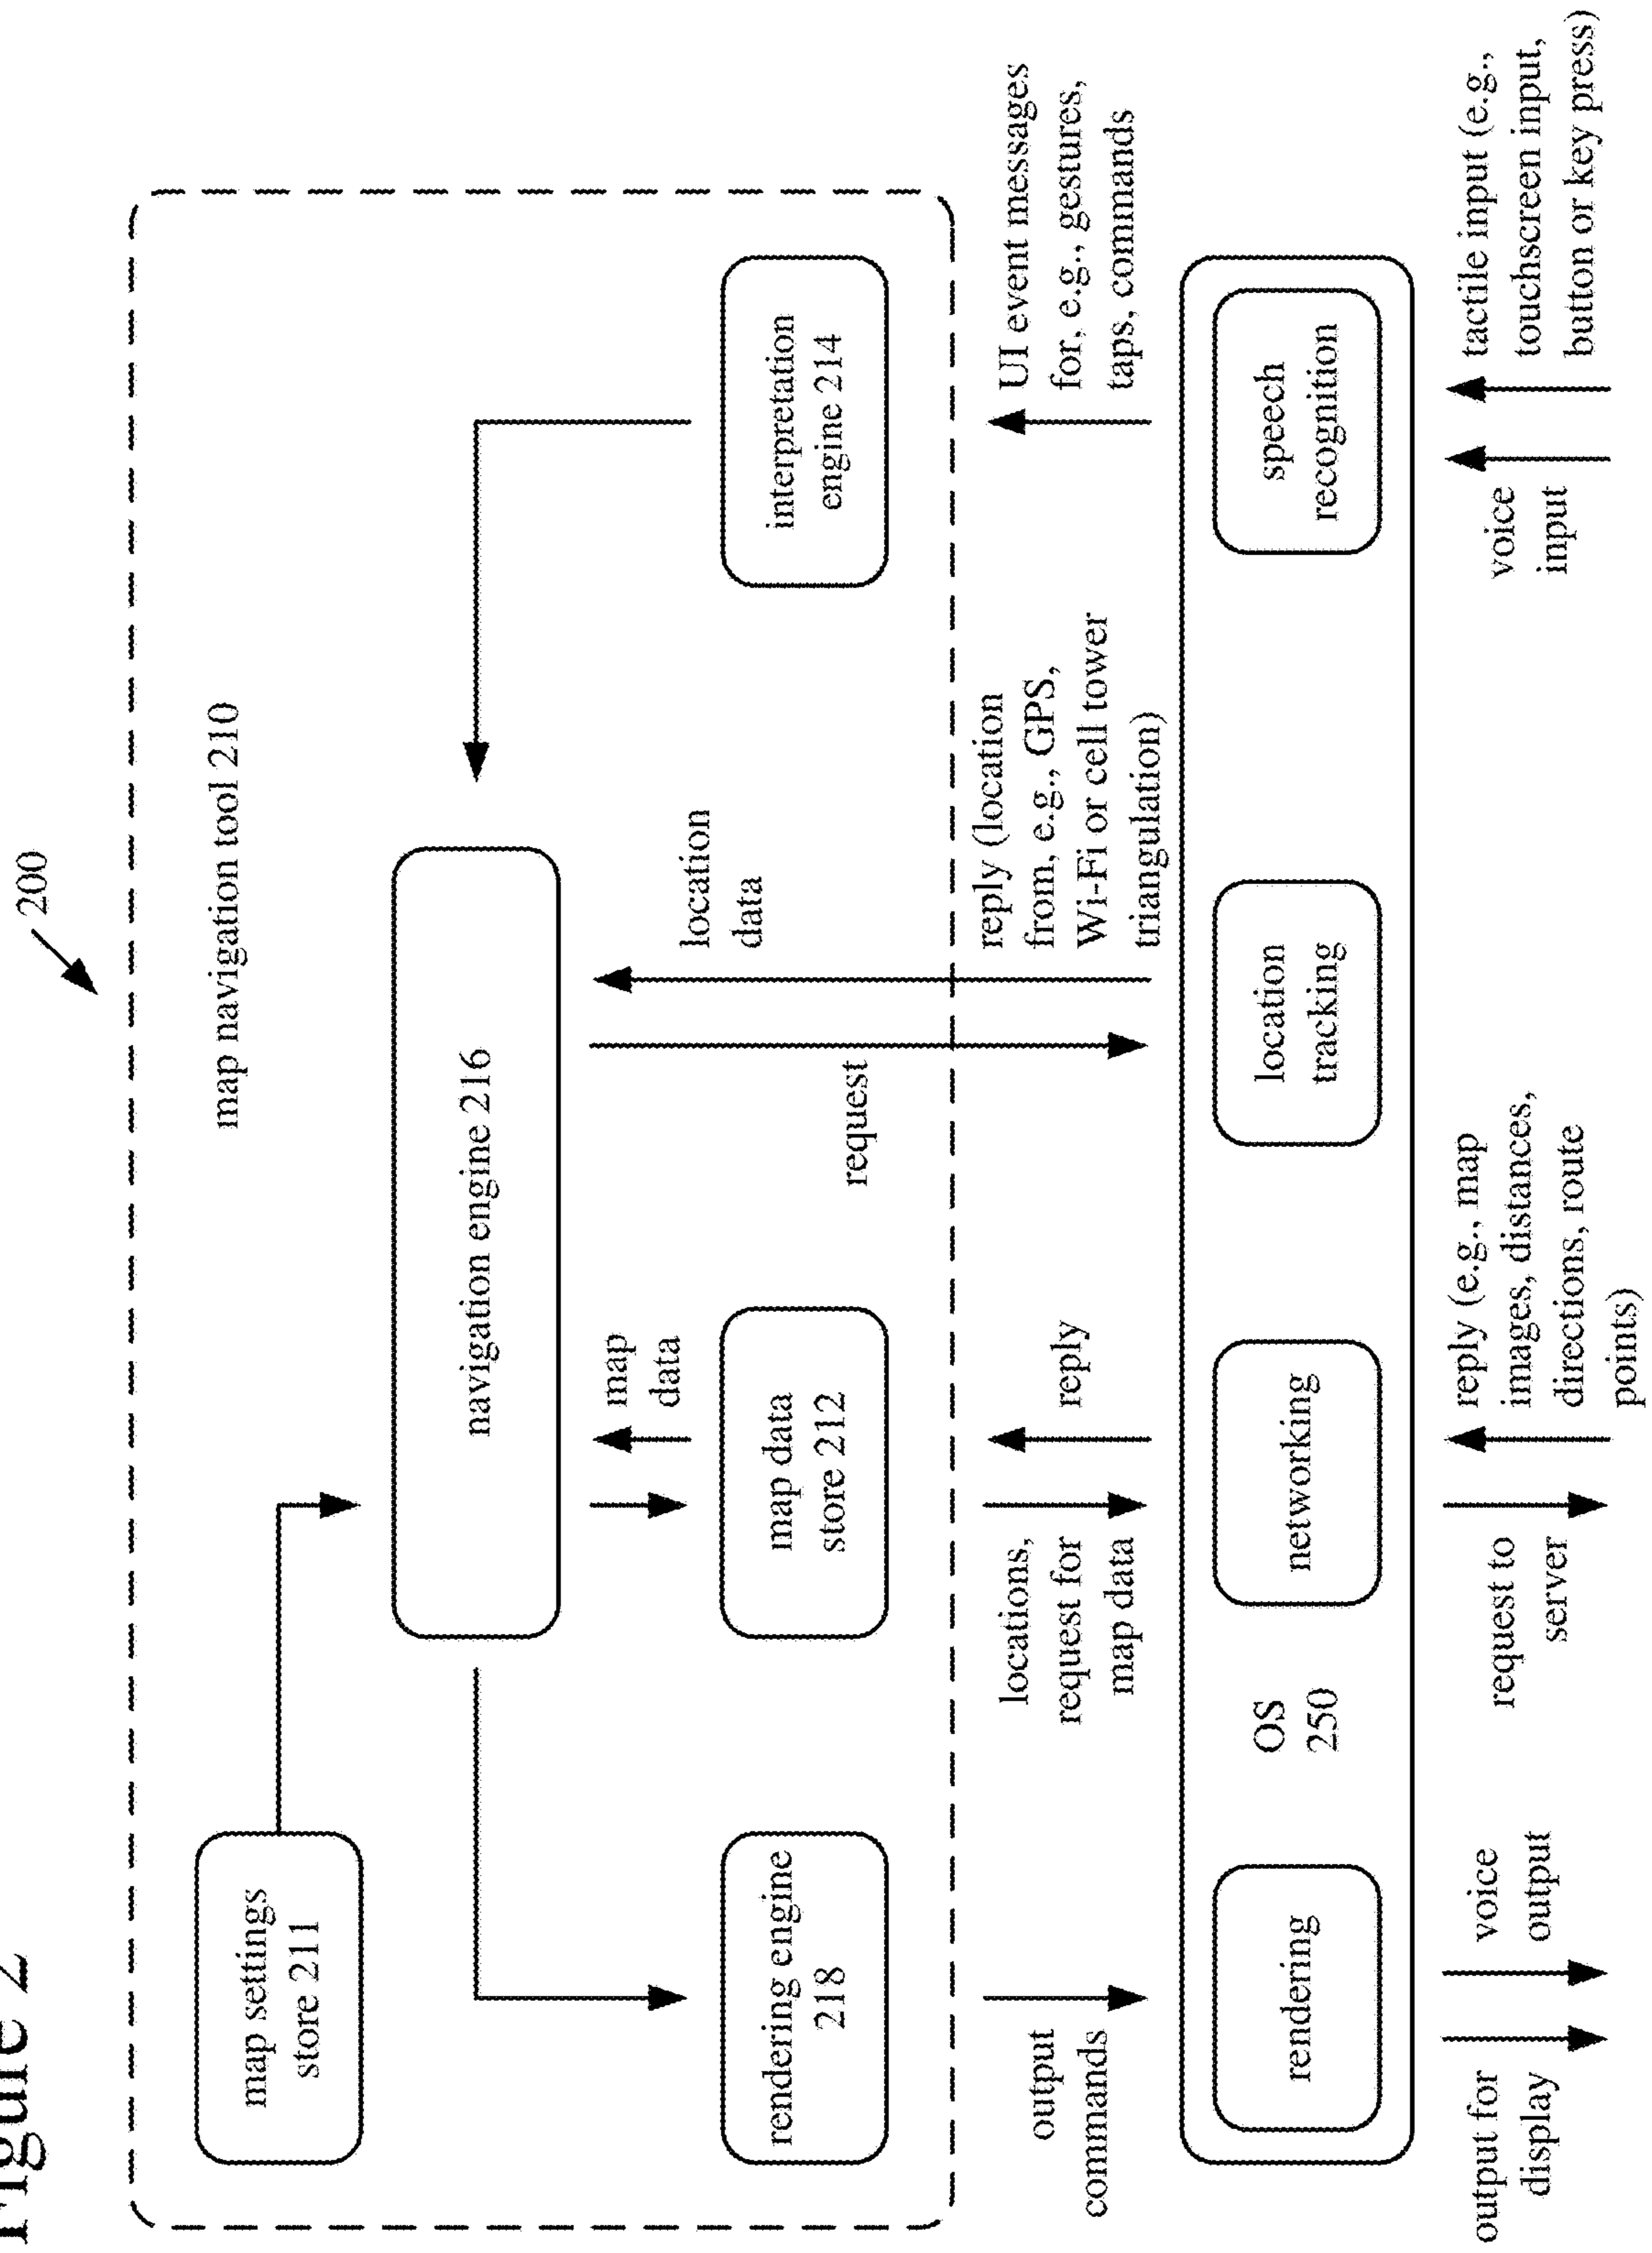 Figure 2
200
map navigation tool 210
map settings
store 211
navigation engine 216
map
data
location
data
request
rendering engine
218
map data
store 212
interpretation
engine 214
output
commands
locations,
request for
map data
reply
reply (location
from, e.g., GPS,
Wi-Fi or cell tower
triangulation)
UI event messages
for, e.g., gestures,
taps, commands
rendering
OS
250
networking
location
tracking
speech
recognition
output for
display
voice
output
request to
server
reply (e.g., map
images, distances,
directions, route
points)
voice
input
tactile input (e.g.,
touchscreen input,
button or key press)